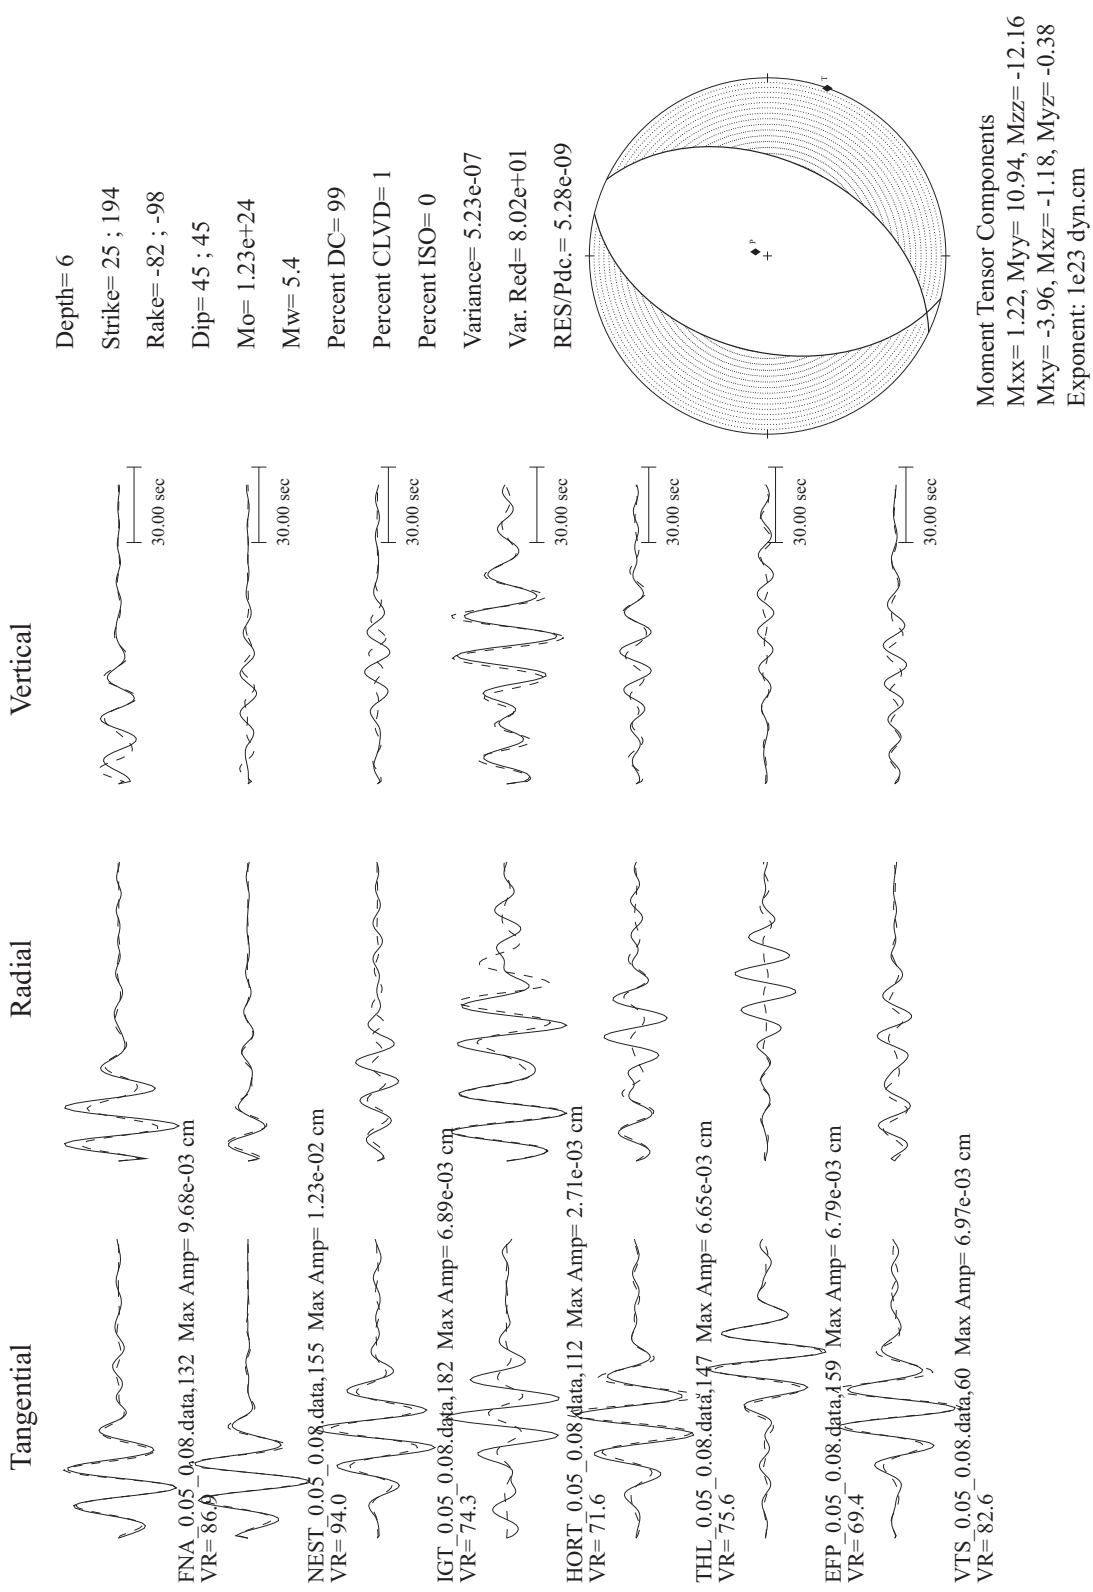 Tangential
Radial
Vertical
30.00 sec
FNA_0.05_0.08.data,132 Max Amp= 9.68e-03 cm
VR= 86.9
30.00 sec
NEST_0.05_0.08.data,155 Max Amp= 1.23e-02 cm
VR= 94.0
30.00 sec
IGT_0.05_0.08.data,182 Max Amp= 6.89e-03 cm
VR= 74.3
30.00 sec
HORT_0.05_0.08.data,112 Max Amp= 2.71e-03 cm
VR= 71.6
30.00 sec
THL_0.05_0.08.data,147 Max Amp= 6.65e-03 cm
VR= 75.6
30.00 sec
EFP_0.05_0.08.data,159 Max Amp= 6.79e-03 cm
VR= 69.4
30.00 sec
VTS_0.05_0.08.data,60 Max Amp= 6.97e-03 cm
VR= 82.6
Depth= 6
Strike= 25 ; 194
Rake= -82 ; -98
Dip= 45 ; 45
Mo= 1.23e+24
Mw= 5.4
Percent DC= 99
Percent CLVD= 1
Percent ISO= 0
Variance= 5.23e-07
Var. Red= 8.02e+01
RES/Pdc.= 5.28e-09
P
T
Moment Tensor Components
Mxx= 1.22, Myy= 10.94, Mzz= -12.16
Mxy= -3.96, Mxz= -1.18, Myz= -0.38
Exponent: 1e23 dyn.cm